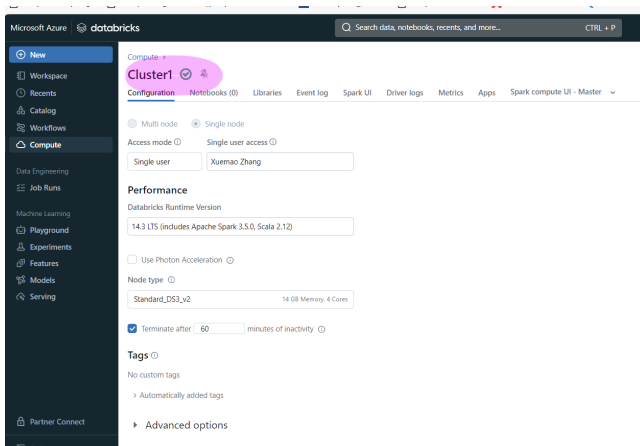 Microsoft Azure databricks Search data, notebooks, recents, and more... CTRL + P
New
Workspace
Recents
Catalog
Workflows
Compute
Data Engineering
Job Runs
Machine Learning
Playground
Experiments
Features
Models
Serving
Partner Connect
Compute >
Cluster1
Configuration Notebooks (0) Libraries Event log Spark UI Driver logs Metrics Apps Spark compute UI - Master
Multi node Single node
Access mode Single user access
Single user Xuemao Zhang
Performance
Databricks Runtime Version
14.3 LTS (includes Apache Spark 3.5.0, Scala 2.12)
Use Photon Acceleration
Node type
Standard_DS3_v2 14 GB Memory, 4 Cores
Terminate after 60 minutes of inactivity
Tags
No custom tags
> Automatically added tags
Advanced options